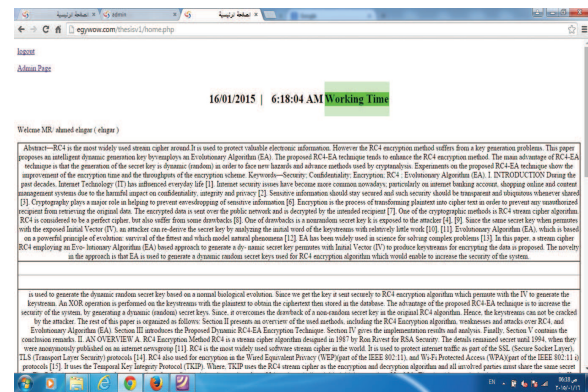 الصفحة الرئيسية
admin
الصفحة الرئيسية
egywow.com/thesisv1/home.php
logout
Admin Page
16/01/2015 | 6:18:04 AM Working Time
Welcme MR: ahmed elngar ( elngar )
Abstract—RC4 is the most widely used stream cipher around.It is used to protect valuable electronic information. However the RC4 encryption method suffers from a key generation problems. This paper
proposes an intelligent dynamic generation key byvemploys an Evolutionary Algorithm (EA). The proposed RC4-EA technique tends to enhance the RC4 encryption method. The main advantage of RC4-EA
technique is that the generation of the secret key is dynamic (random) in order to face new hazards and advance methods used by cryptanalysis. Experiments on the proposed RC4-EA technique show the
improvement of the encryption time and the throughputs of the encryption scheme. Keywords—Security; Confidentiality; Encryption; RC4 ; Evolutionary Algorithm (EA). I. INTRODUCTION During the
past decades, Internet Technology (IT) has influenced everyday life [1]. Internet security issues have become most common nowadays, particularly on internet banking account, shopping online and content
management systems due to the harmful impact on confidentiality, integrity and privacy [2]. Sensitive information should stay secured and such security should be transparent and ubiquitous whenever shared
[3]. Cryptography plays a major role in helping to prevent eavesdropping of sensitive information [6]. Encryption is the process of transforming plaintext into cipher text in order to prevent any unauthorized
recipient from retrieving the original data. The encrypted data is sent over the public network and is decrypted by the intended recipient [7]. One of the cryptographic methods is RC4 stream cipher algorithm.
RC4 is considered to be a perfect cipher, but also suffer from some drawbacks [8]. One of drawbacks is a nonrandom secret key k is exposed to the attacker [4], [9]. Since the same secret key when permutes
with the exposed Initial Vector (IV), an attacker can re-derive the secret key by analyzing the initial word of the keystreams with relatively little work [10], [11]. Evolutionary Algorithm (EA), which is based
on a powerful principle of evolution: survival of the fittest and which model natural phenomena [12]. EA has been widely used in science for solving complex problems [13]. In this paper, a stream cipher
RC4 employing an Evo- lutionary Algorithm (EA) based approach to generate a dy- namic secret key permutes with Initial Vector (IV) to produce keystreams for encrypting the data is proposed. The novelty
in the approach is that EA is used to generate a dynamic random secret keys used for RC4 encryption algorithm which would enable to increase the security of the system.
is used to generate the dynamic random secret key based on a normal biological evolution. Since we get the key it sent securely to RC4 encryption algorithm which permute with the IV to generate the
keystream. An XOR operation is preformed on the keystream with the plaintext to obtain the ciphertext then stored in the database. The advantage of the proposed RC4-EA technique is to increase the
security of the system, by generating a dynamic (random) secret keys. Since, it overcomes the drawback of a non-random secret key in the original RC4 algorithm. Hence, the keystreams can not be cracked
by the attacker. The rest of this paper is organized as follows: Section II presents an overview of the used methods, including the RC4 Encryption algorithm, weaknesses and attacks over RC4, and
Evolutionary Algorithm (EA). Section III introduces the Proposed Dynamic RC4-EA Encryption Technique. Section IV gives the implementation results and analysis. Finally, Section V contains the
conclusion remarks. II. AN OVERVIEW A. RC4 Encryption Method RC4 is a stream cipher algorithm designed in 1987 by Ron Rivest for RSA Security. The details remained secret until 1994, when they
were anonymously published on an internet newsgroup [11]. RC4 is the most widely used software stream cipher in world. It is used to protect internet traffic as part of the SSL (Secure Socket Layer),
TLS (Transport Layer Security) protocols [14]. RC4 also used for encryption in the Wired Equivalent Privacy (WEP)(part of the IEEE 802.11), and Wi-Fi Protected Access (WPA)(part of the IEEE 802.11i)
protocols [15]. It uses the Temporal Key Integrity Protocol (TKIP). Where, TKIP uses the RC4 stream cipher as the encryption and decryption algorithm and all involved parties must share the same secret
EN